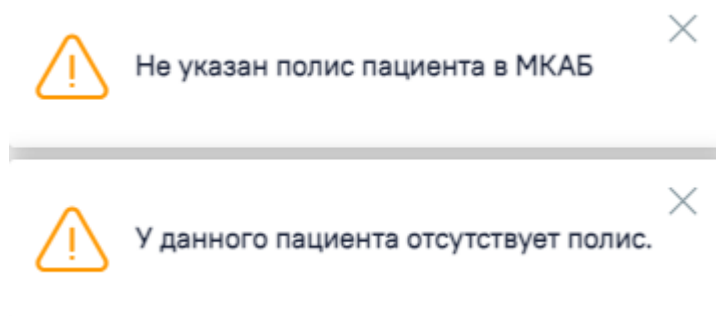 Не указан полис пациента в МКАБ
У данного пациента отсутствует полис.